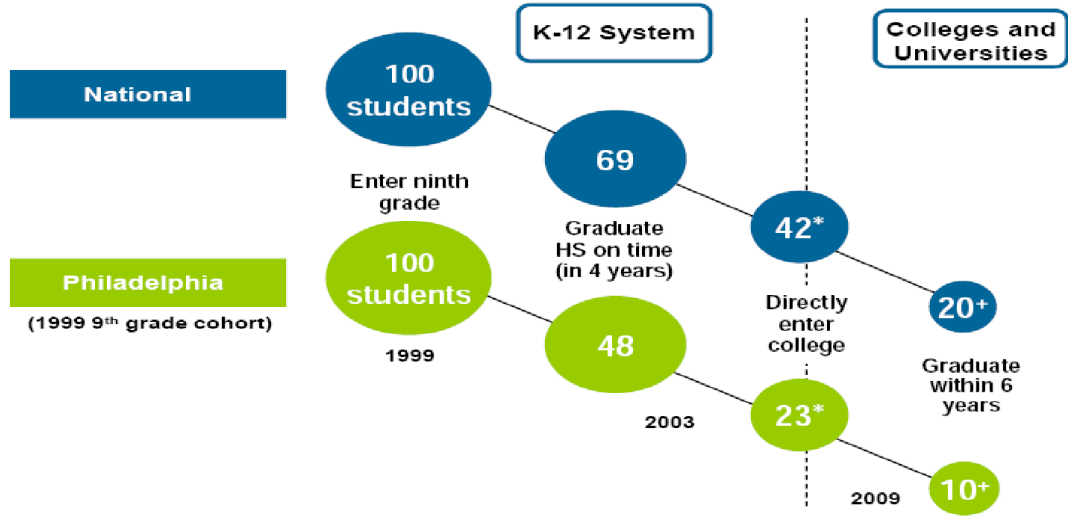 K-12 System
Colleges and
Universities
National
100
students
69
42*
20+
Enter ninth
grade
Graduate
HS on time
(in 4 years)
Directly
enter
college
Graduate
within 6
years
Philadelphia
(1999 9th grade cohort)
100
students
48
23*
10+
1999
2003
2009